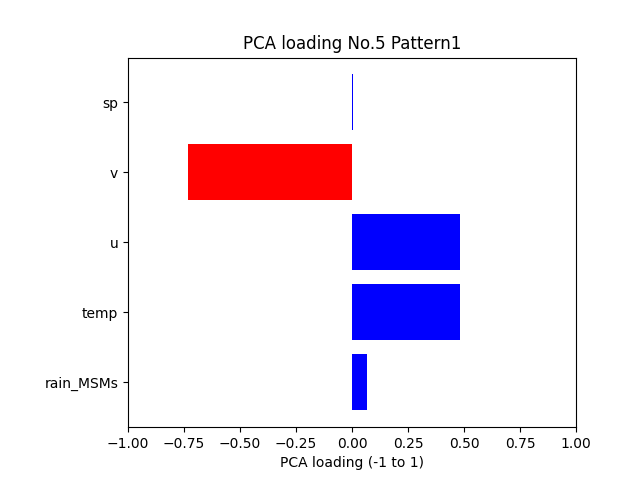 PCA loading No.5 Pattern1
sp
v
u
temp
rain_MSMs
−1.00 −0.75 −0.50 −0.25 0.00 0.25 0.50 0.75 1.00
PCA loading (-1 to 1)